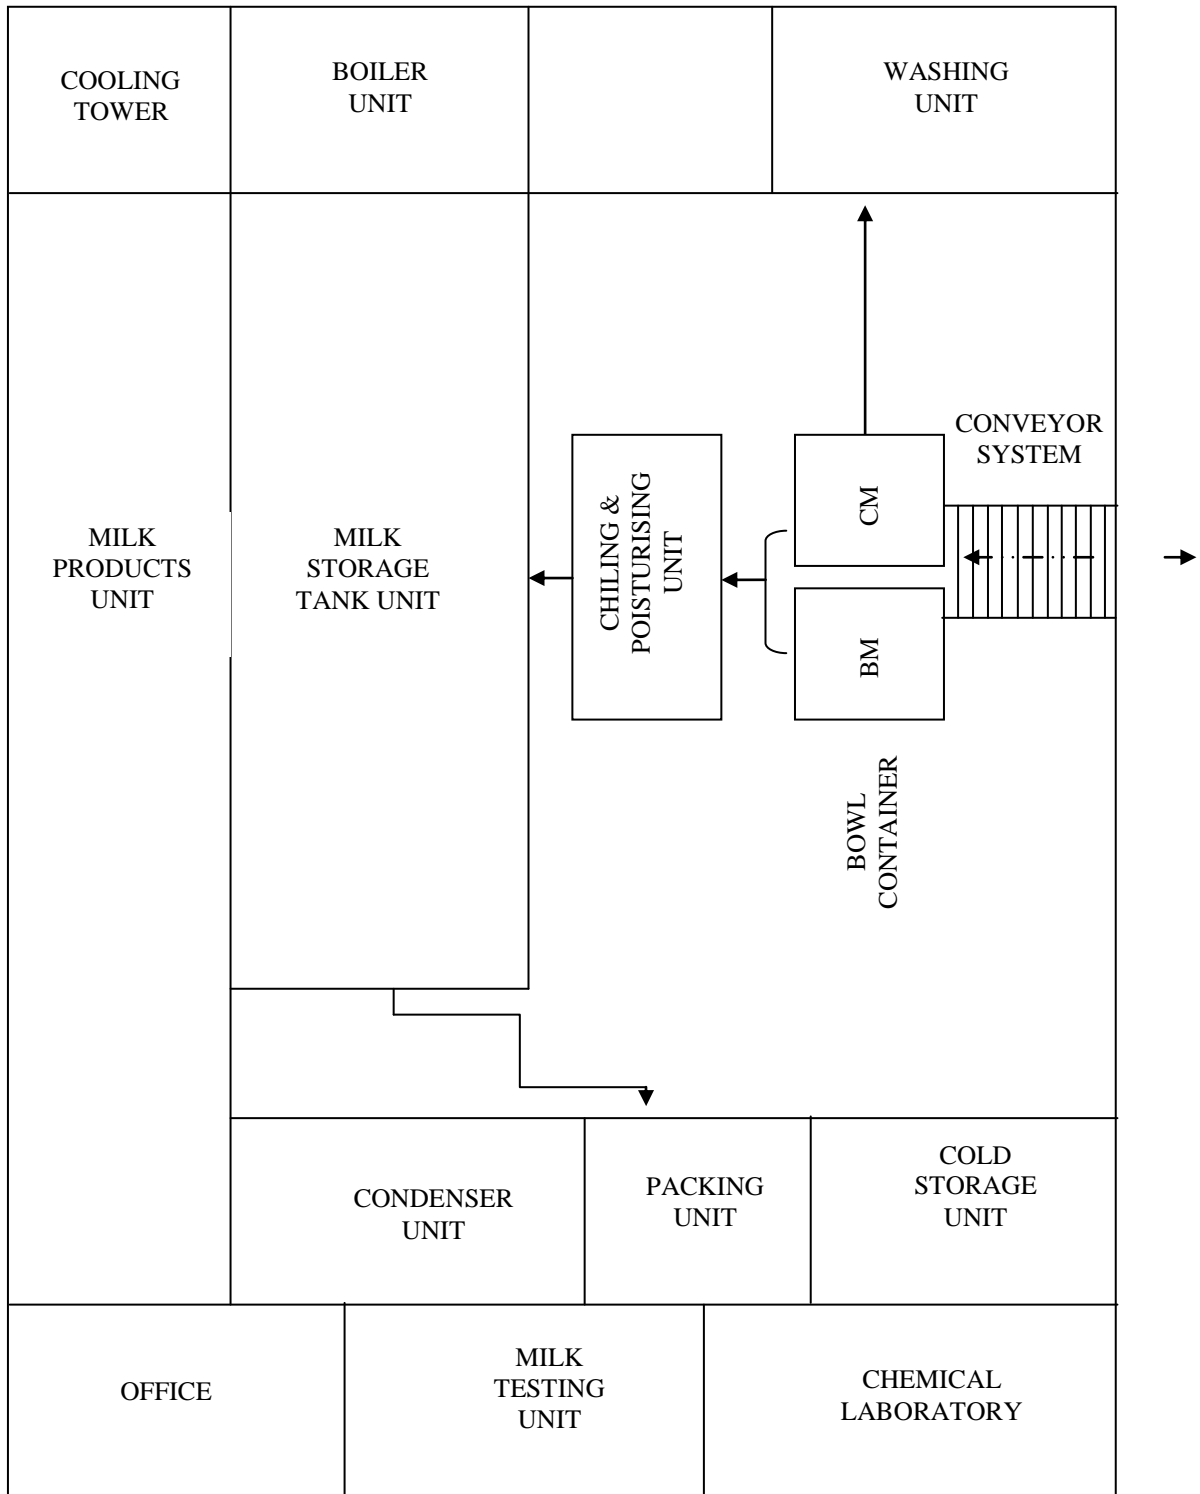 COOLING
TOWER
BOILER
UNIT
WASHING
UNIT
CONVEYOR
SYSTEM
MILK
PRODUCTS
UNIT
MILK
STORAGE
TANK UNIT
CHILING &
POISTURISING
UNIT
CM
BM
BOWL
CONTAINER
CONDENSER
UNIT
PACKING
UNIT
COLD
STORAGE
UNIT
OFFICE
MILK
TESTING
UNIT
CHEMICAL
LABORATORY